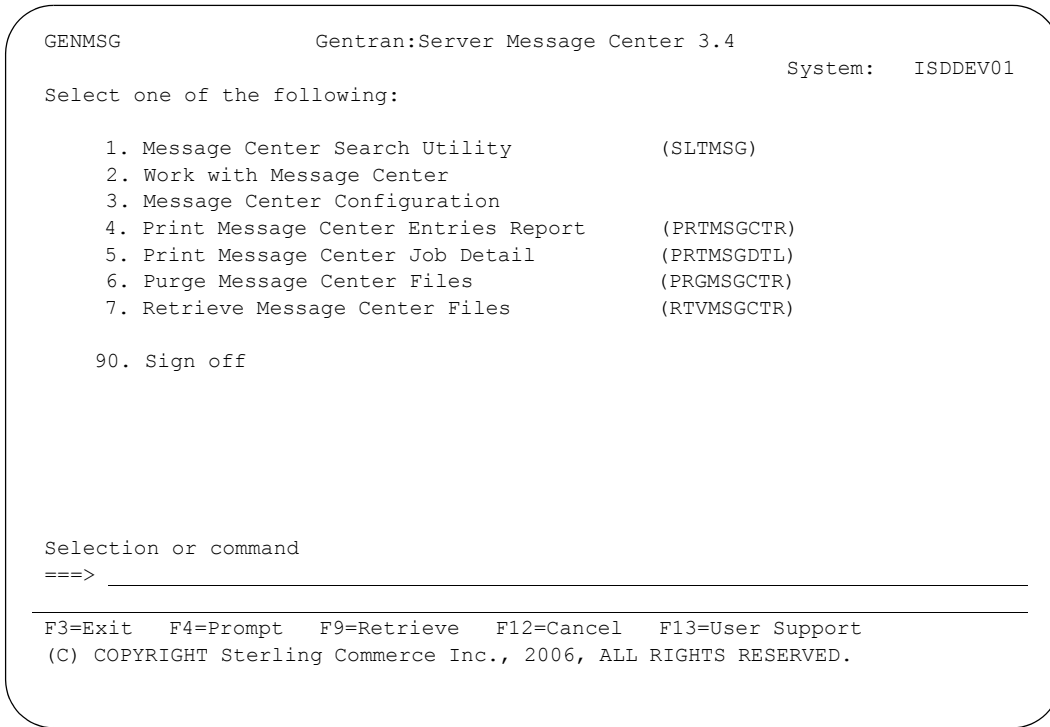 GENMSG Gentran:Server Message Center 3.4
System: ISDDEV01
Select one of the following:
1. Message Center Search Utility (SLTMSG)
2. Work with Message Center
3. Message Center Configuration
4. Print Message Center Entries Report (PRTMSGCTR)
5. Print Message Center Job Detail (PRTMSGDTL)
6. Purge Message Center Files (PRGMSGCTR)
7. Retrieve Message Center Files (RTVMSGCTR)
90. Sign off
Selection or command
===>
F3=Exit F4=Prompt F9=Retrieve F12=Cancel F13=User Support
(C) COPYRIGHT Sterling Commerce Inc., 2006, ALL RIGHTS RESERVED.